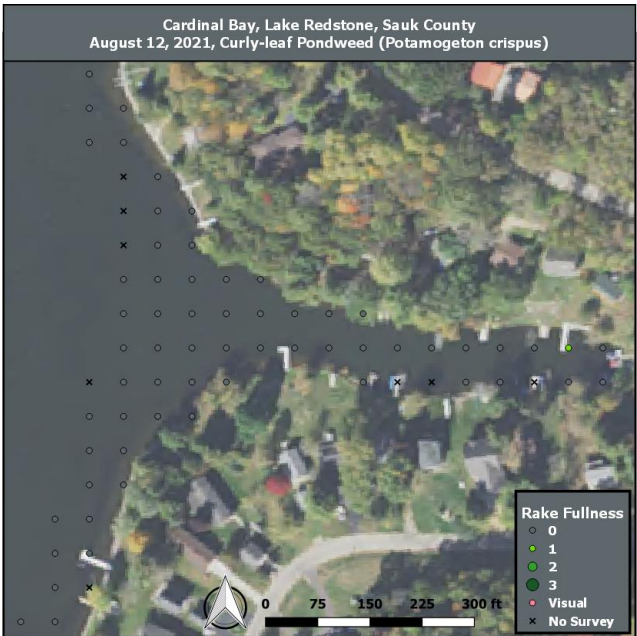 Cardinal Bay, Lake Redstone, Sauk County
August 12, 2021, Curly-leaf Pondweed (Potamogeton crispus)
Rake Fullness
0
1
2
3
Visual
No Survey
0 75 150 225 300 ft